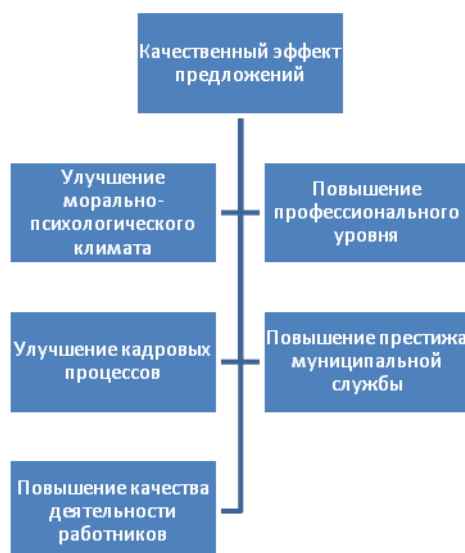 Качественный эффект
предложений
Улучшение
морально-
психологического
климата
Повышение
профессионального
уровня
Улучшение кадровых
процессов
Повышение престижа
муниципальной
службы
Повышение качества
деятельности
работников